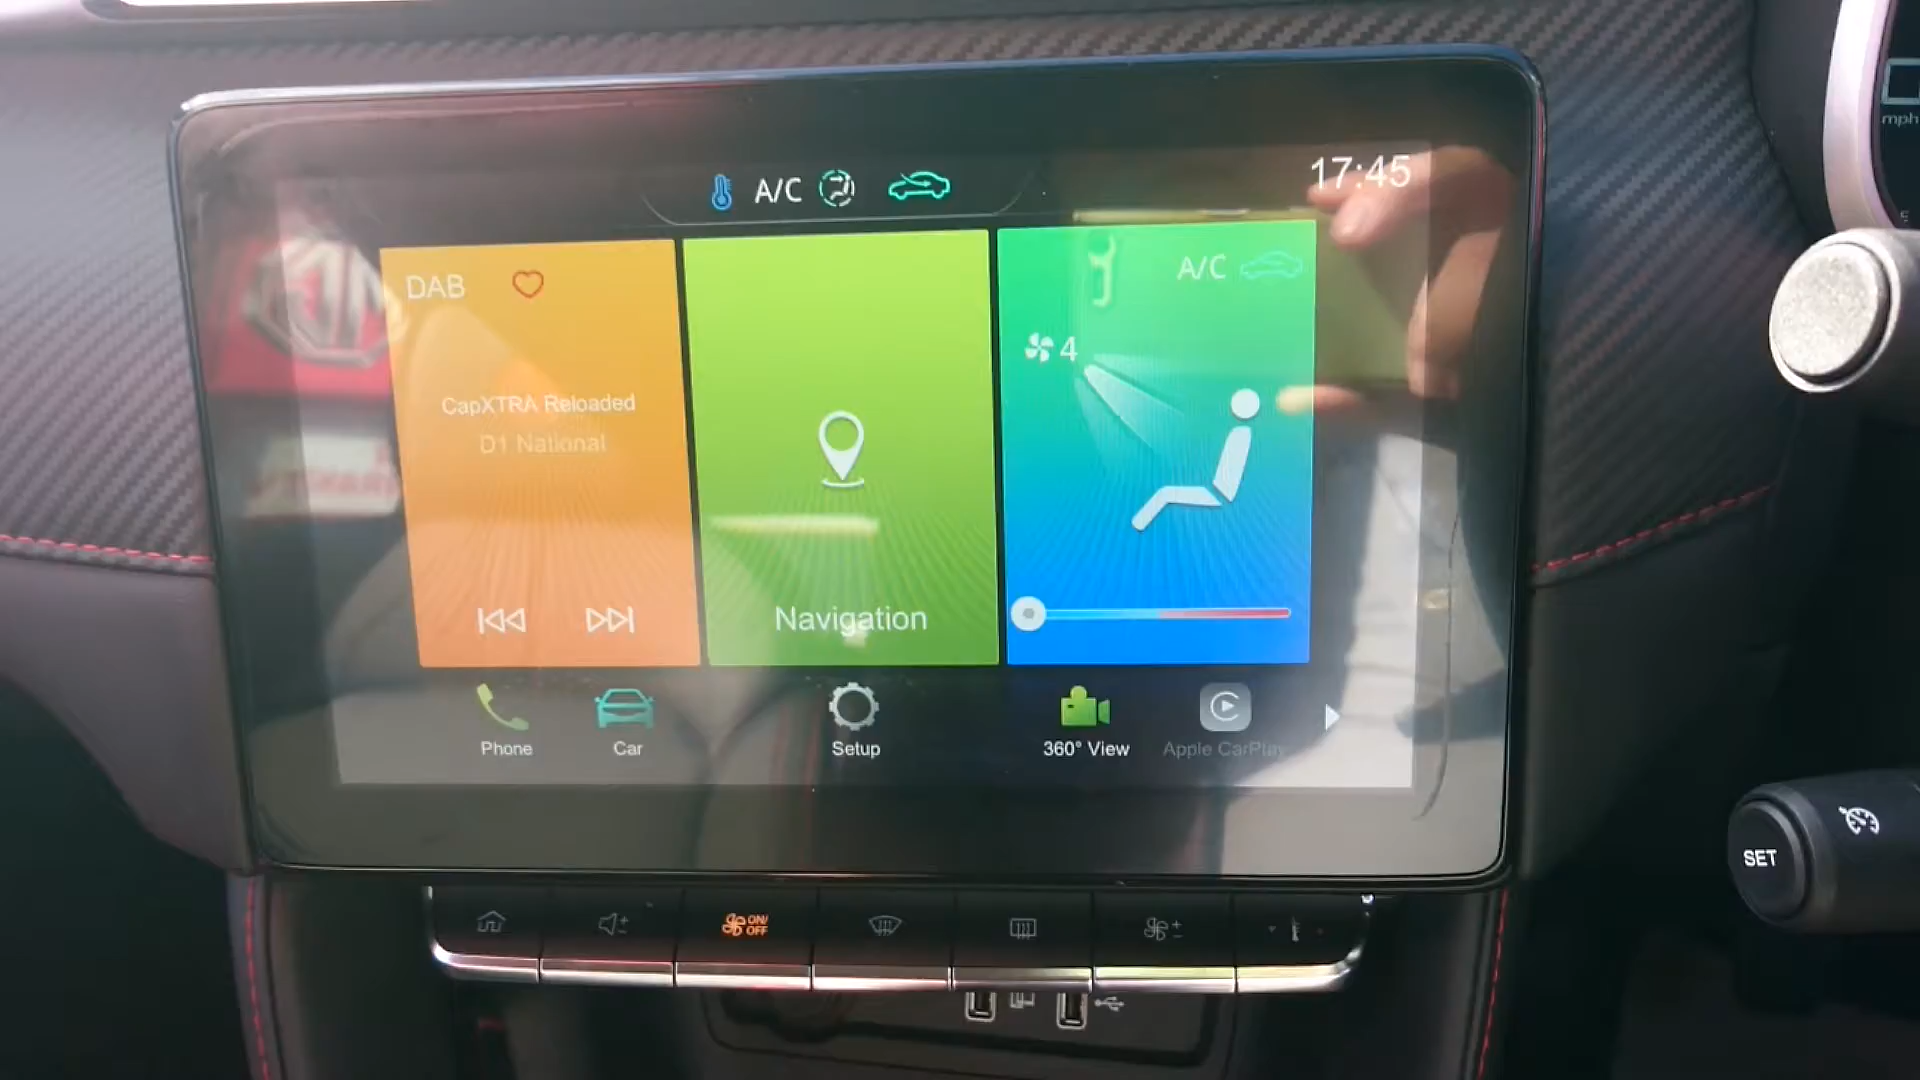 17:45
A/C
DAB
A/C
4
CapXTRA Reloaded
D1 National
Navigation
Phone
Car
Setup
360° View
Apple CarPlay
ON/
OFF
SET
mph
MG